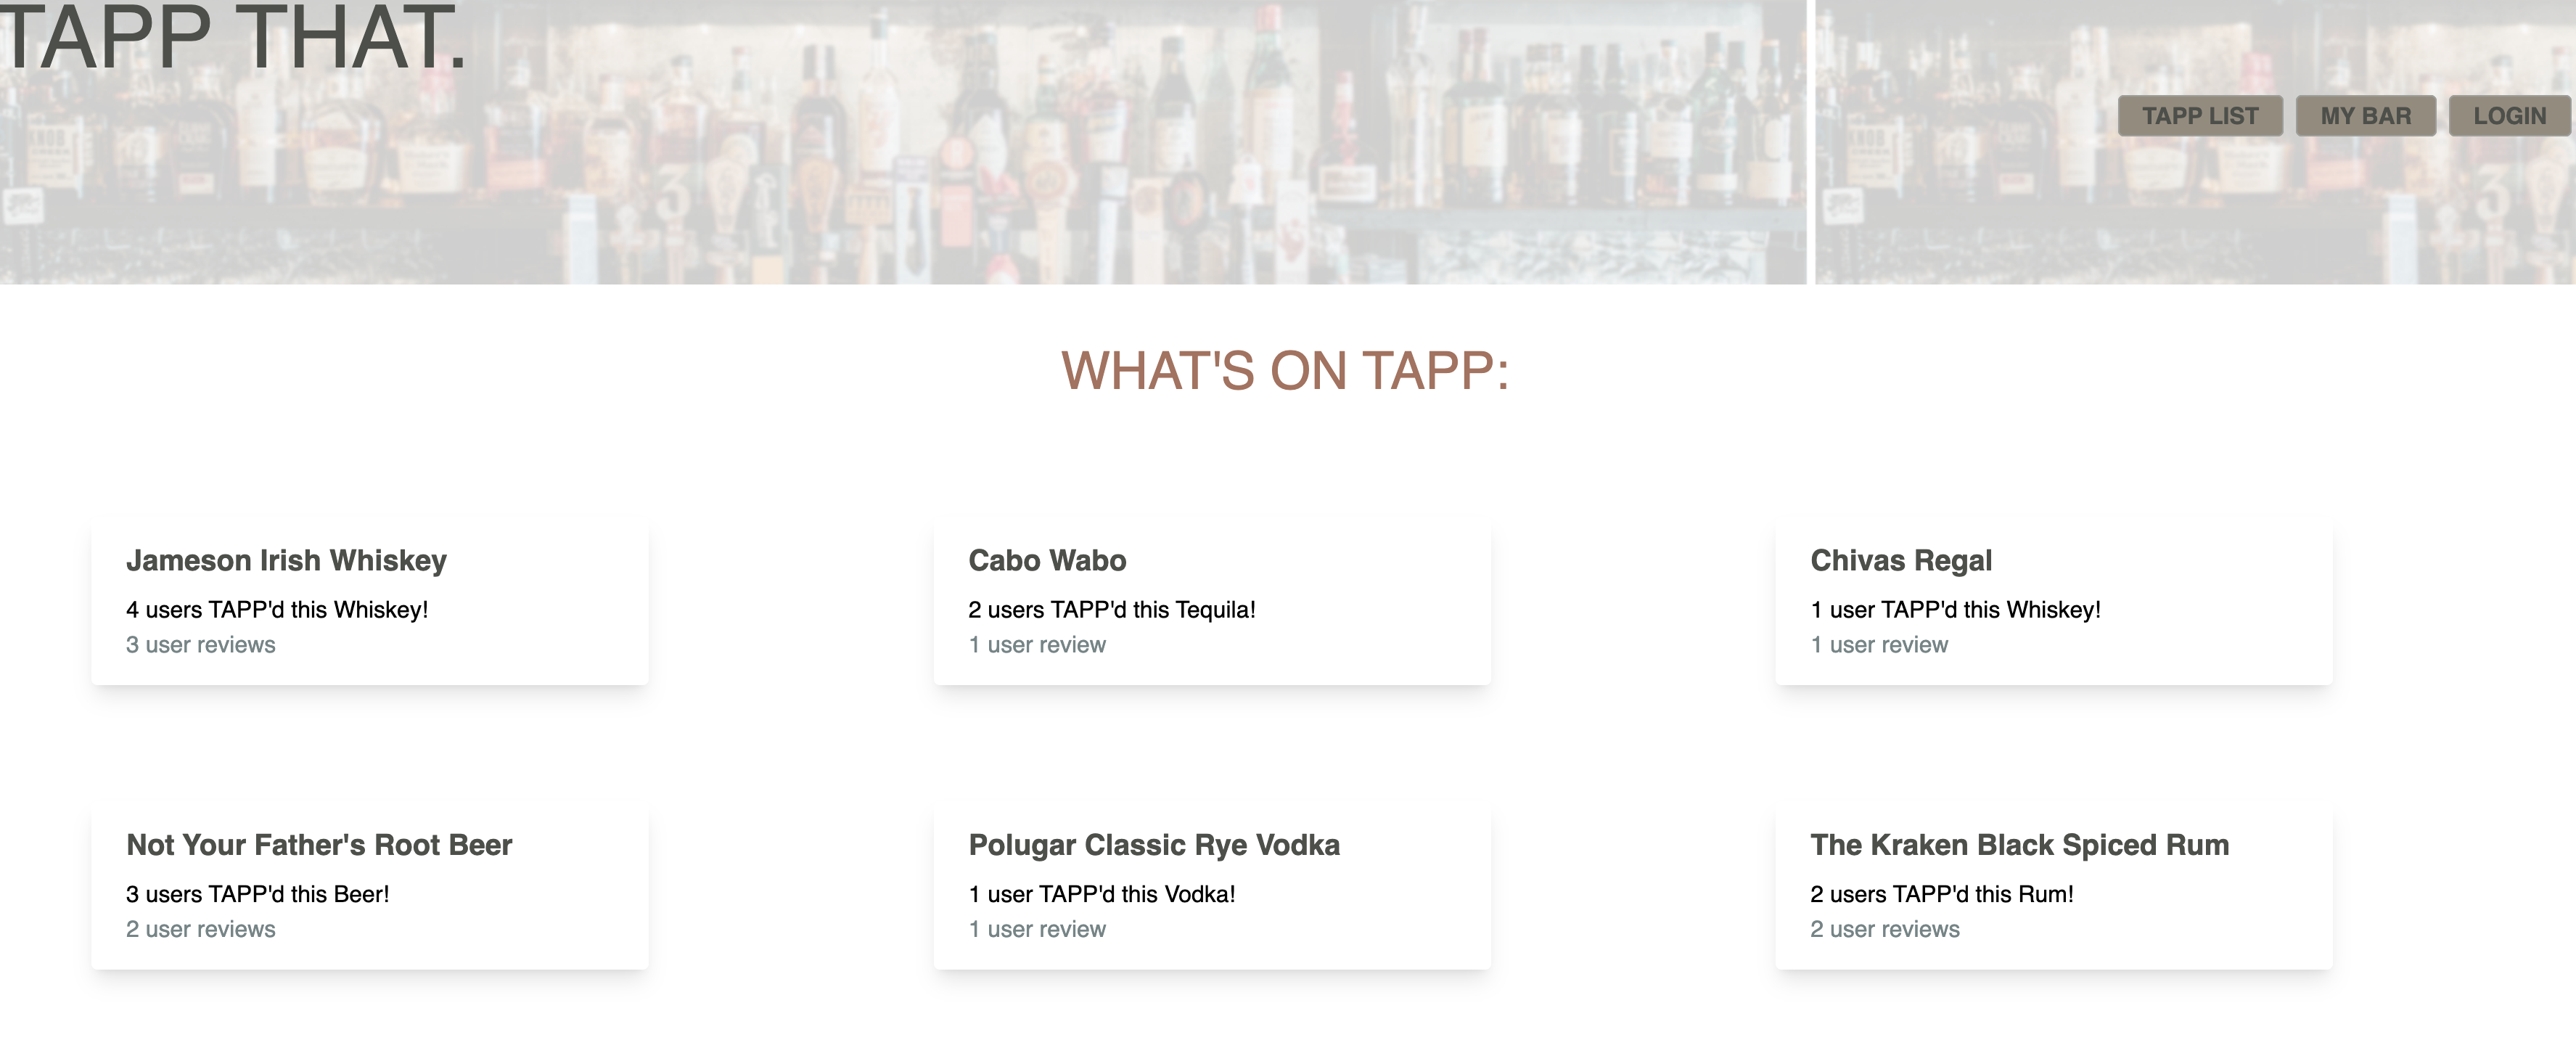 TAPP THAT.
TAPP LIST
MY BAR
LOGIN
WHAT'S ON TAPP:
Jameson Irish Whiskey
4 users TAPP'd this Whiskey!
3 user reviews
Cabo Wabo
2 users TAPP'd this Tequila!
1 user review
Chivas Regal
1 user TAPP'd this Whiskey!
1 user review
Not Your Father's Root Beer
3 users TAPP'd this Beer!
2 user reviews
Polugar Classic Rye Vodka
1 user TAPP'd this Vodka!
1 user review
The Kraken Black Spiced Rum
2 users TAPP'd this Rum!
2 user reviews